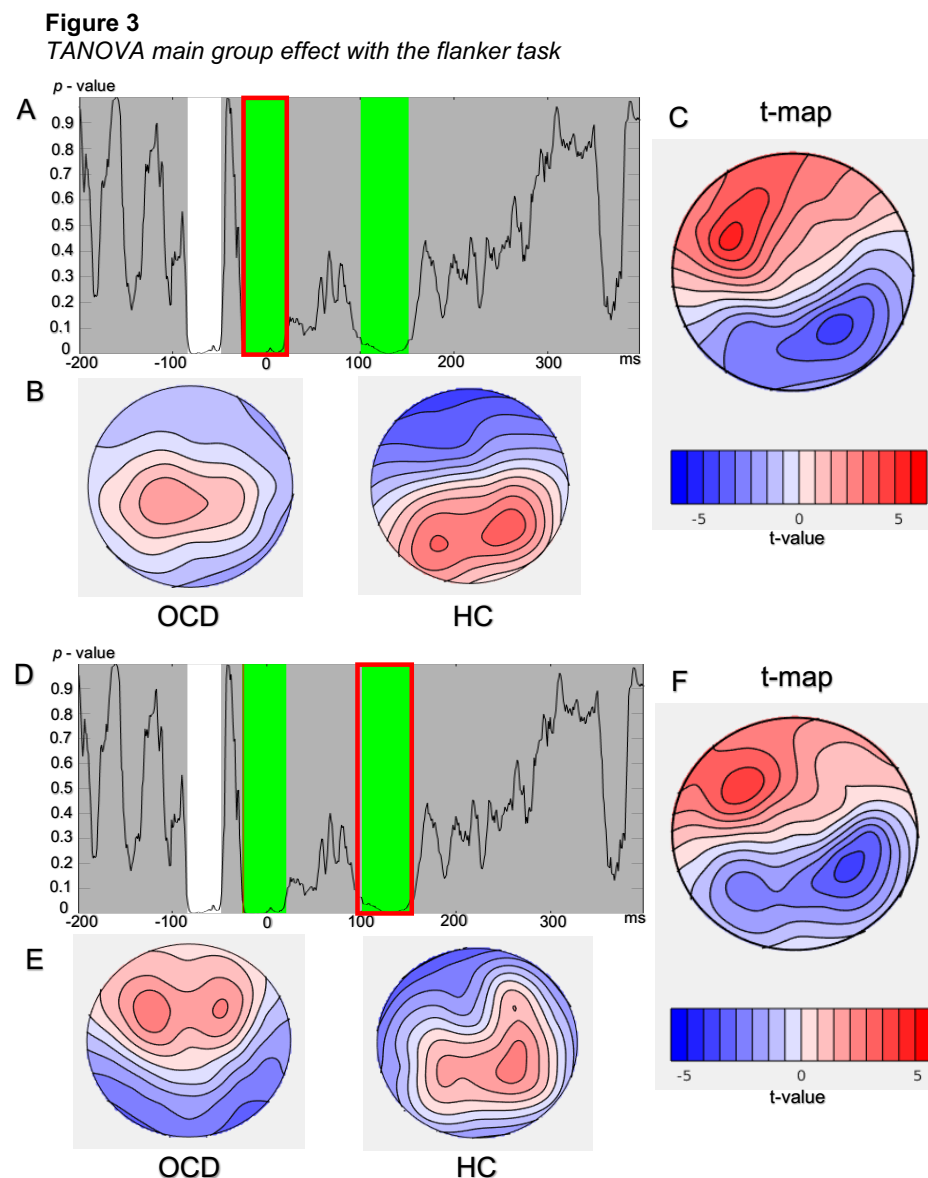 Figure 3
TANOVA main group effect with the flanker task
A
p - value
0.9
0.8
0.7
0.6
0.5
0.4
0.3
0.2
0.1
0
-200 -100 0 100 200 300 ms
C
t-map
-5 0 5
t-value
B
OCD HC
D
p - value
0.9
0.8
0.7
0.6
0.5
0.4
0.3
0.2
0.1
0
-200 -100 0 100 200 300 ms
F
t-map
-5 0 5
t-value
E
OCD HC